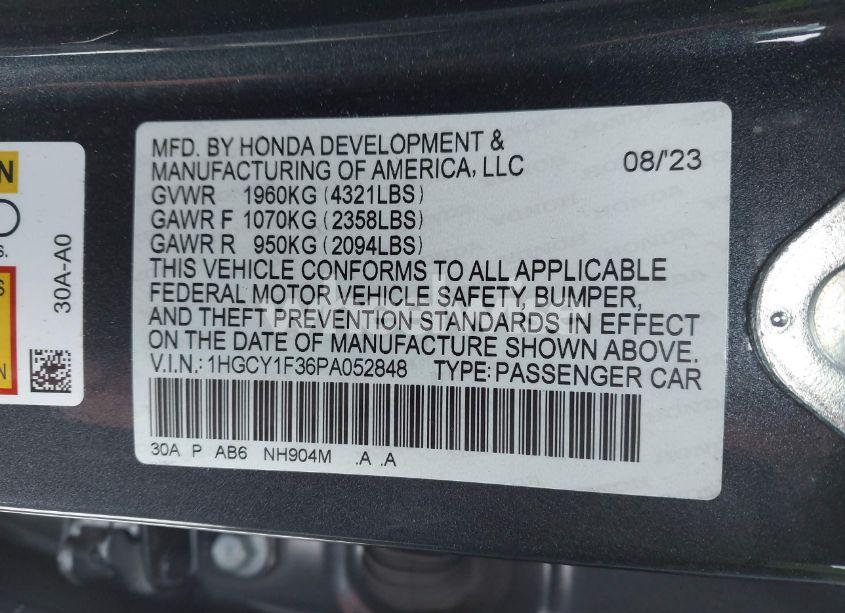 MFD. BY HONDA DEVELOPMENT &
MANUFACTURING OF AMERICA, LLC 08/'23
GVWR 1960KG (4321LBS)
GAWR F 1070KG (2358LBS)
GAWR R 950KG (2094LBS)
THIS VEHICLE CONFORMS TO ALL APPLICABLE
FEDERAL MOTOR VEHICLE SAFETY, BUMPER,
AND THEFT PREVENTION STANDARDS IN EFFECT
ON THE DATE OF MANUFACTURE SHOWN ABOVE.
V.I.N.: 1HGCY1F36PA052848 TYPE: PASSENGER CAR
30A P AB6 NH904M .A .A
30A-A0